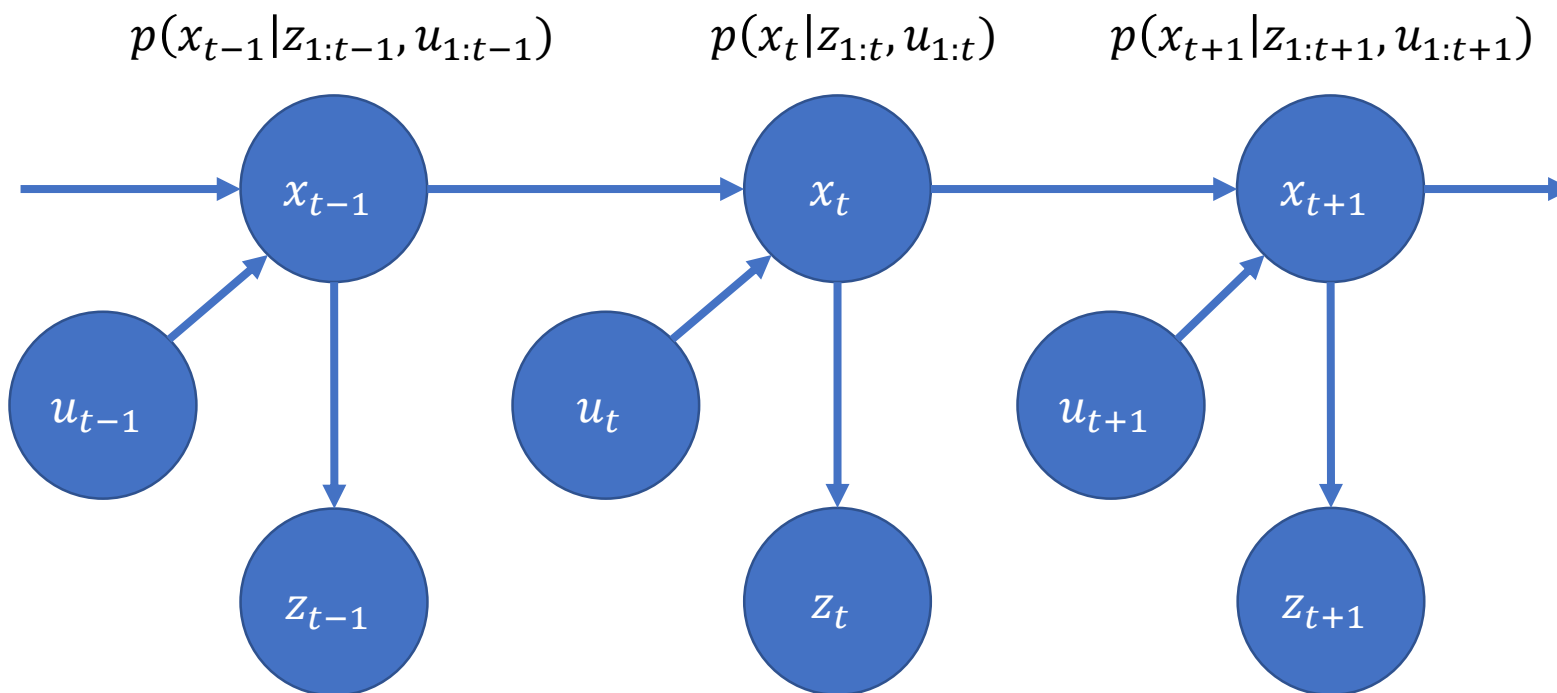 p(x_{t−1}|z_{1:t−1}, u_{1:t−1}) p(x_t|z_{1:t}, u_{1:t}) p(x_{t+1}|z_{1:t+1}, u_{1:t+1})
x_{t−1} x_t x_{t+1}
u_{t−1} u_t u_{t+1}
z_{t−1} z_t z_{t+1}